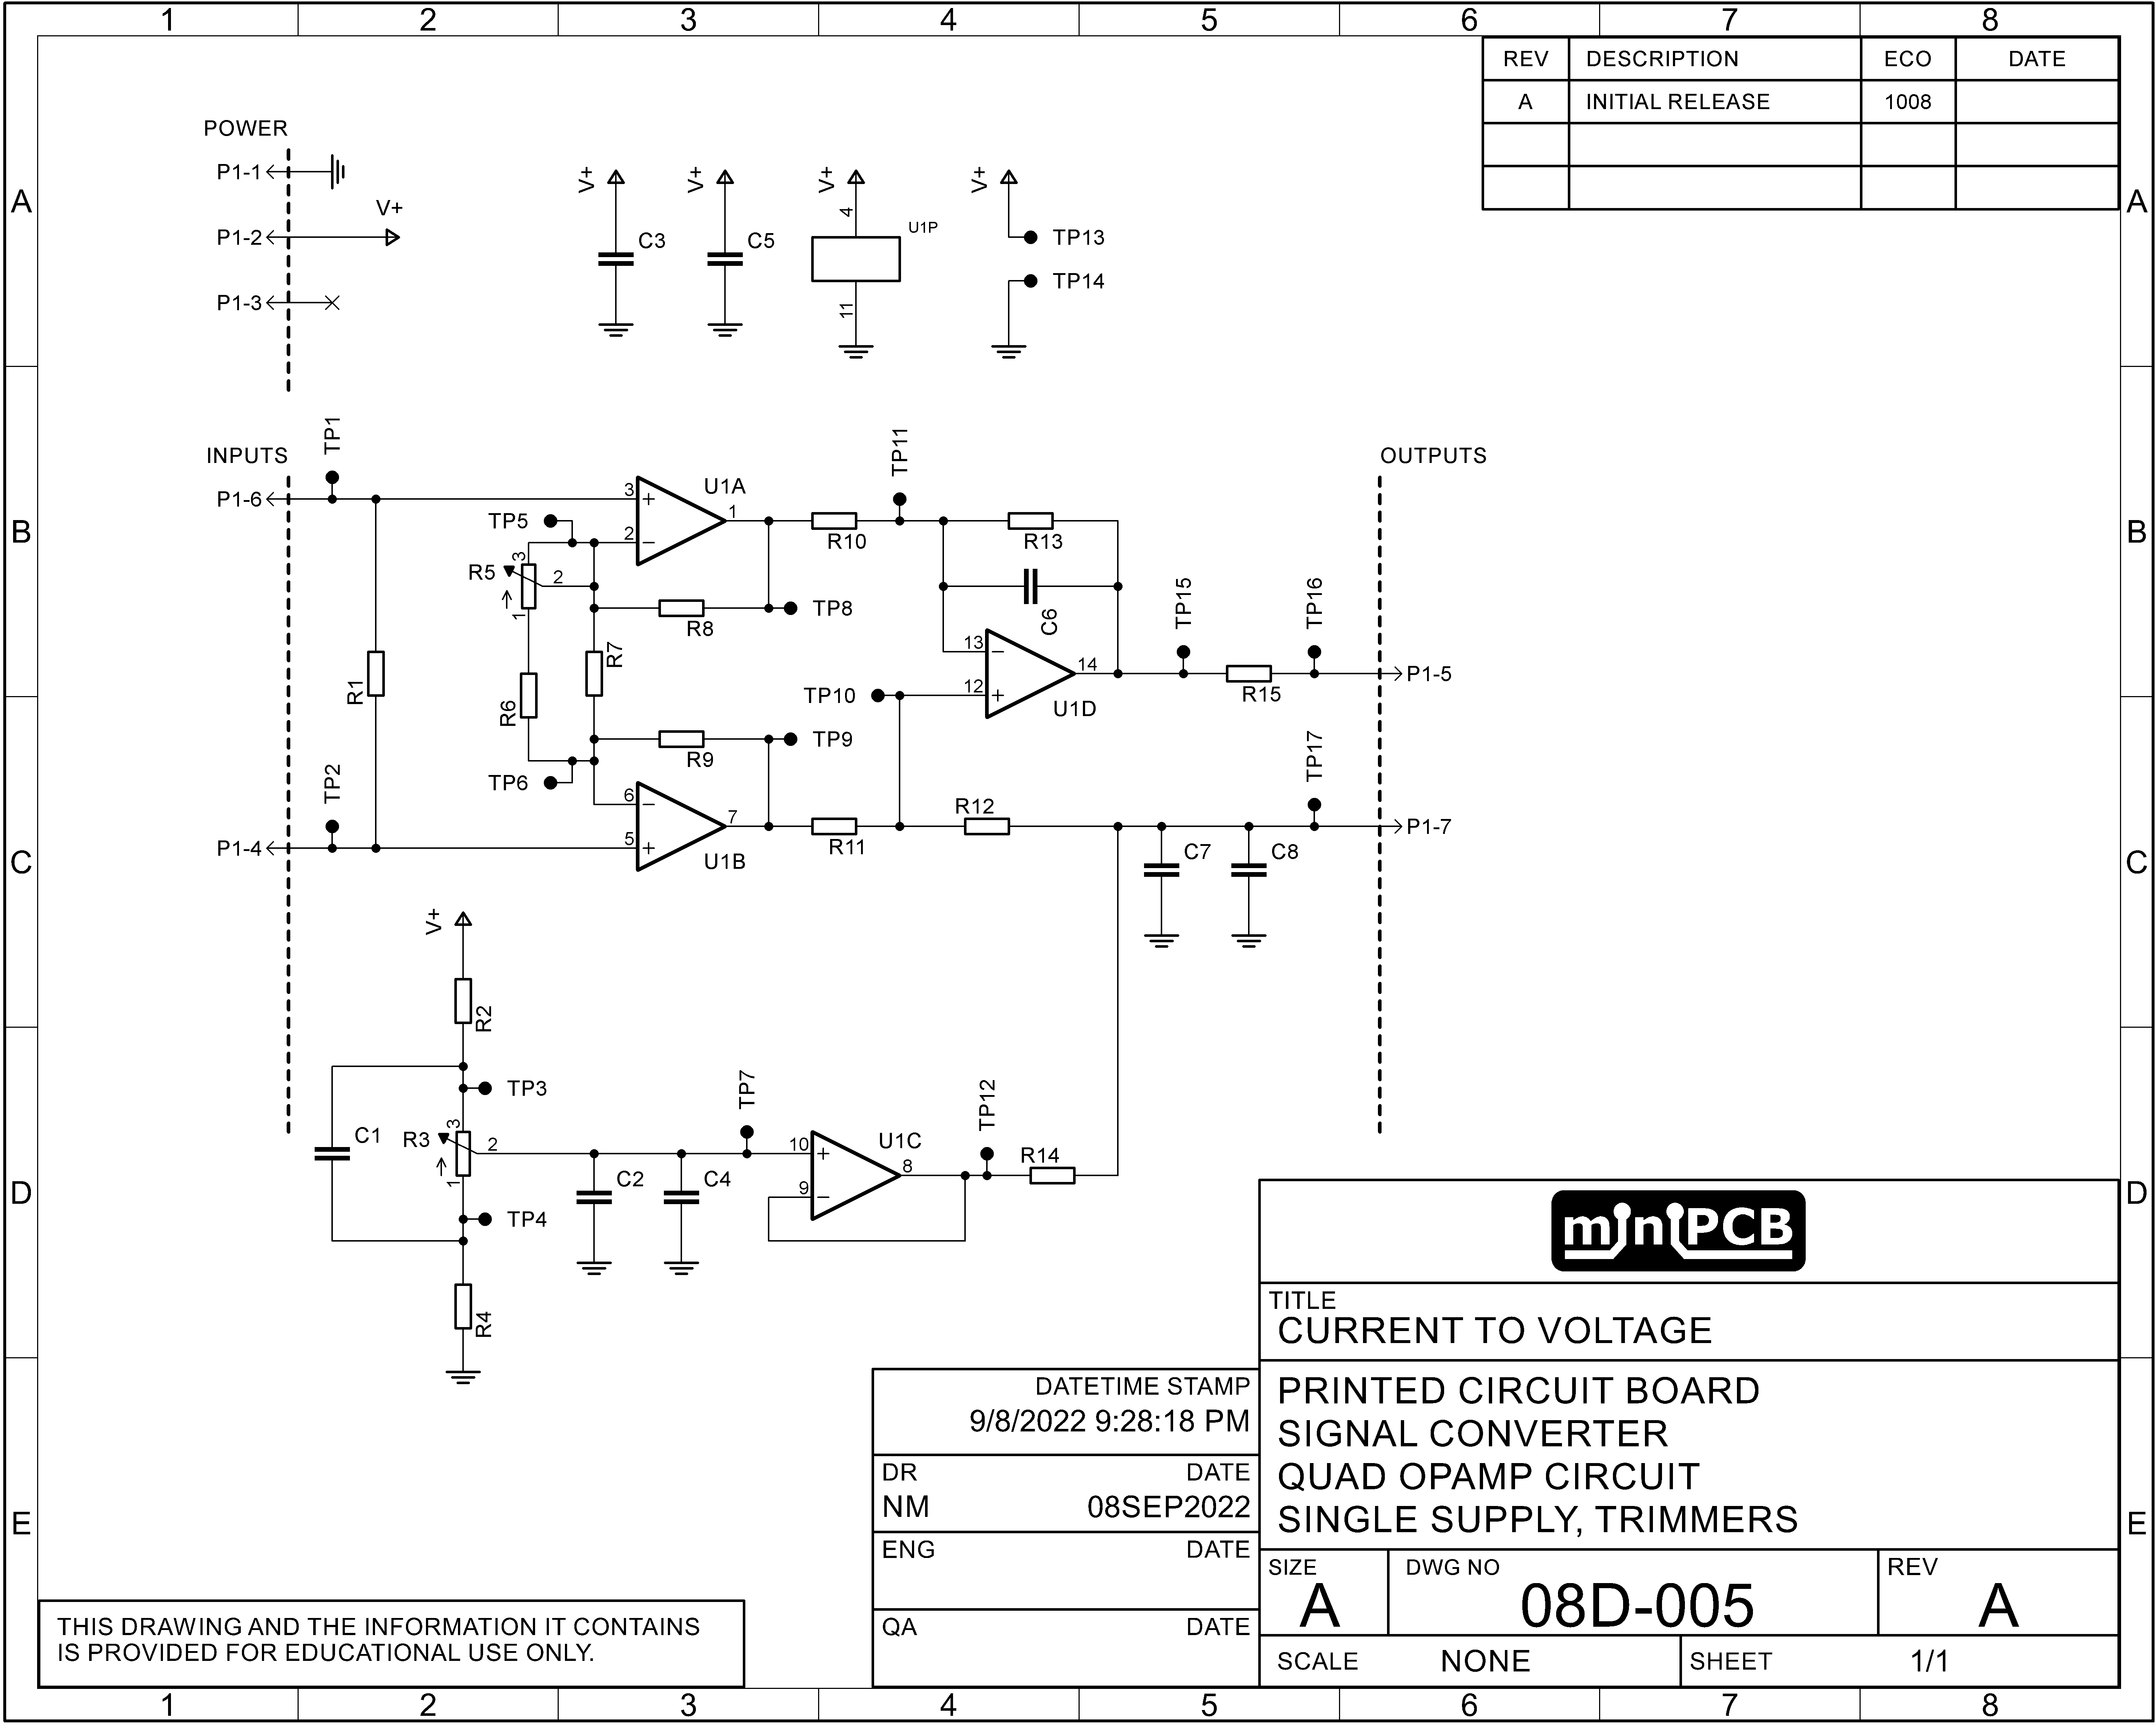 1 2 3 4 5 6 7 8
REV DESCRIPTION ECO DATE
A INITIAL RELEASE 1008
POWER
P1-1
V+
P1-2
P1-3
V+ C3
V+ C5
V+ 4 U1P 11
V+ TP13
TP14
A A
INPUTS
TP1
P1-6
TP5
3 + U1A 1
2 −
R5 3 2 1
R8
TP8
R7
R6
R1
TP2
P1-4
TP6
R9
TP9
6 − 7
5 + U1B
TP11
R10
R13
C6
13 − 14
12 + U1D
TP10
R11
R12
TP15
R15
TP16
OUTPUTS
P1-5
TP17
P1-7
C7
C8
B B
C C
V+
R2
TP3
C1
R3 3 2 1
TP4
R4
C2
C4
TP7
10 + U1C 8
9 −
TP12
R14
D D
miniPCB
TITLE
CURRENT TO VOLTAGE
PRINTED CIRCUIT BOARD
SIGNAL CONVERTER
QUAD OPAMP CIRCUIT
SINGLE SUPPLY, TRIMMERS
DATETIME STAMP
9/8/2022 9:28:18 PM
DR DATE
NM 08SEP2022
ENG DATE
QA DATE
SIZE DWG NO REV
A 08D-005 A
SCALE NONE SHEET 1/1
E E
THIS DRAWING AND THE INFORMATION IT CONTAINS
IS PROVIDED FOR EDUCATIONAL USE ONLY.
1 2 3 4 5 6 7 8